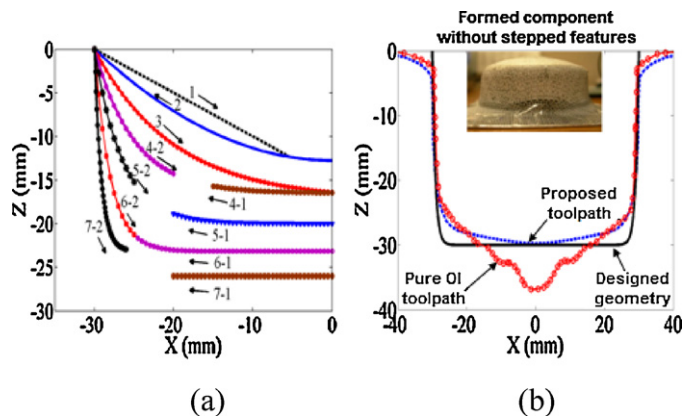 Formed component
without stepped features
0
-5
-10
-15
-20
-25
-30
Z (mm)
-30
-20
-10
0
X (mm)
1
2
3
4-2
5-2
6-2
7-2
4-1
5-1
6-1
7-1
(a)
0
-10
-20
-30
-40
Z (mm)
-40
-20
0
20
40
X (mm)
Proposed
toolpath
Pure OI
toolpath
Designed
geometry
(b)